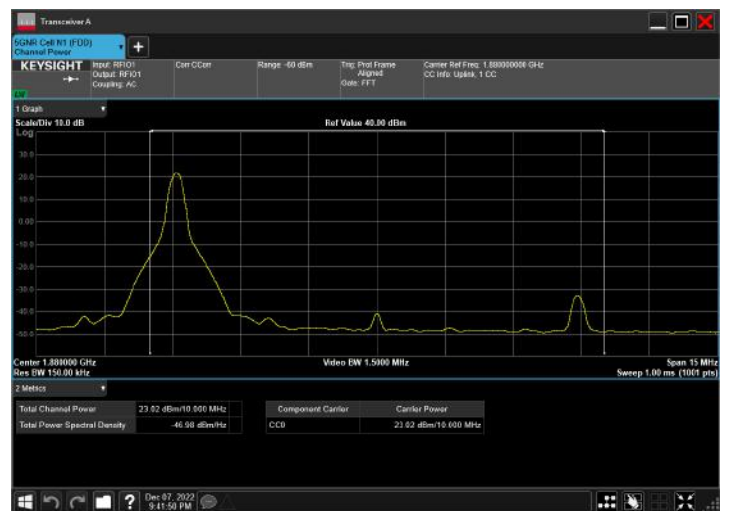 Transceiver A
5GNR Cell N1 (FDD)
Channel Power
KEYSIGHT
Input: RFIO1
Output: RFIO1
Coupling: AC
Corr CCorr
Range -60 dBm
Trig: Prot Frame
Aligned
Gate: FFT
Carrier Ref Freq: 1.880000000 GHz
CC Info: Uplink, 1 CC
1 Graph
Scale/Div 10.0 dB
Ref Value 40.00 dBm
Log
30.0
20.0
10.0
0.00
-10.0
-20.0
-30.0
-40.0
-50.0
Center 1.880000 GHz
Video BW 1.5000 MHz
Span 15 MHz
Res BW 150.00 kHz
Sweep 1.00 ms (1001 pts)
2 Metrics
Total Channel Power 23.02 dBm/10.000 MHz
Total Power Spectral Density -46.98 dBm/Hz
Component Carrier Carrier Power
CC0 23.02 dBm/10.000 MHz
?
Dec 07, 2022
9:41:50 PM